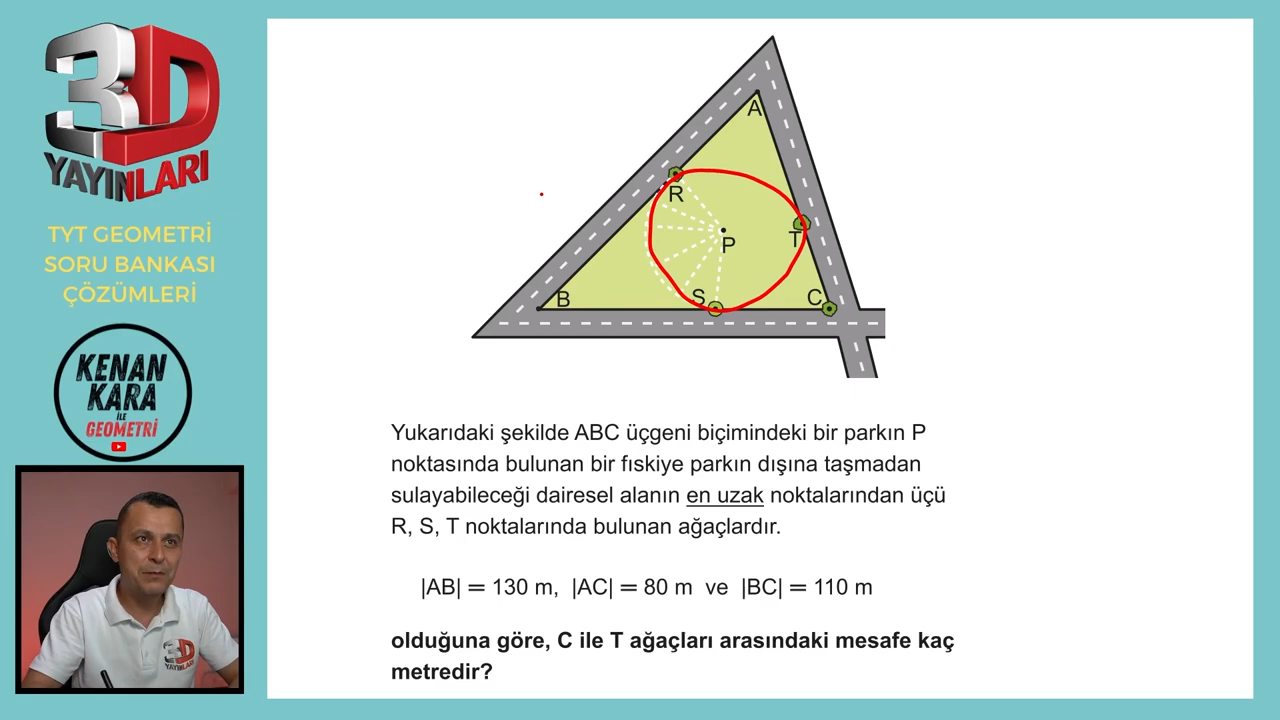 3D
YAYINLARI
TYT GEOMETRİ
SORU BANKASI
ÇÖZÜMLERİ
KENAN
KARA
İLE
GEOMETRİ
3D
YAYINLARI
A
R
P
T
B
S
C
Yukarıdaki şekilde ABC üçgeni biçimindeki bir parkın P
noktasında bulunan bir fıskiye parkın dışına taşmadan
sulayabileceği dairesel alanın en uzak noktalarından üçü
R, S, T noktalarında bulunan ağaçlardır.
|AB| = 130 m, |AC| = 80 m ve |BC| = 110 m
olduğuna göre, C ile T ağaçları arasındaki mesafe kaç
metredir?